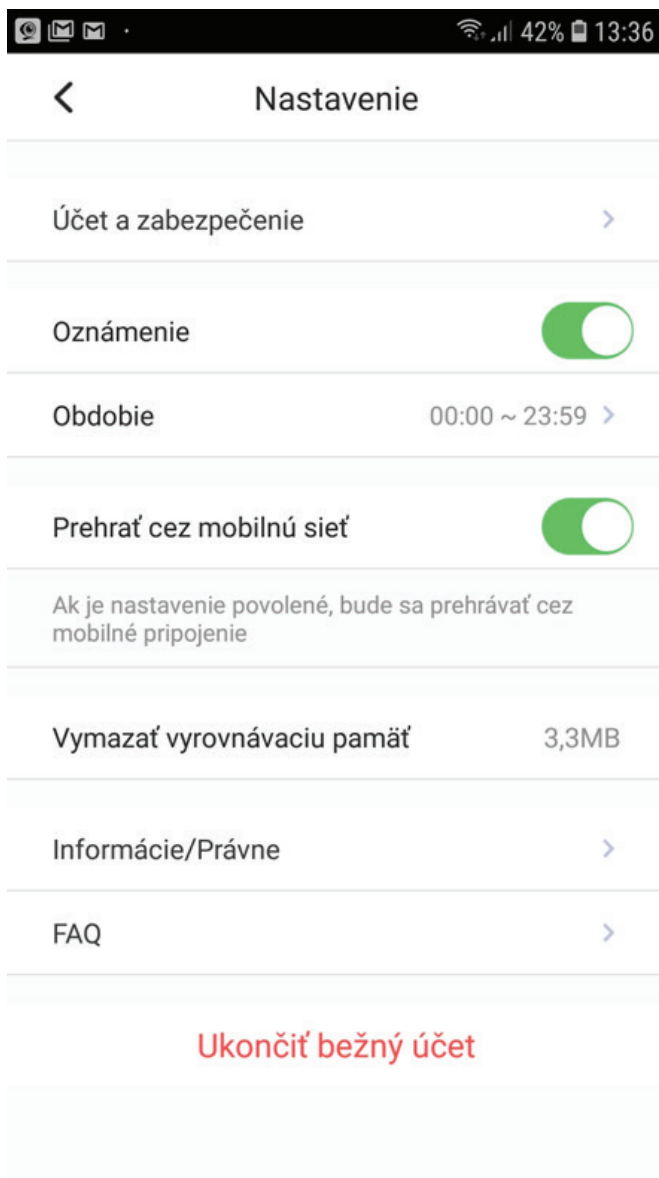 42% 13:36
Nastavenie
Účet a zabezpečenie
Oznámenie
Obdobie 00:00 ~ 23:59
Prehrať cez mobilnú sieť
Ak je nastavenie povolené, bude sa prehrávať cez
mobilné pripojenie
Vymazať vyrovnávaciu pamäť 3,3MB
Informácie/Právne
FAQ
Ukončiť bežný účet